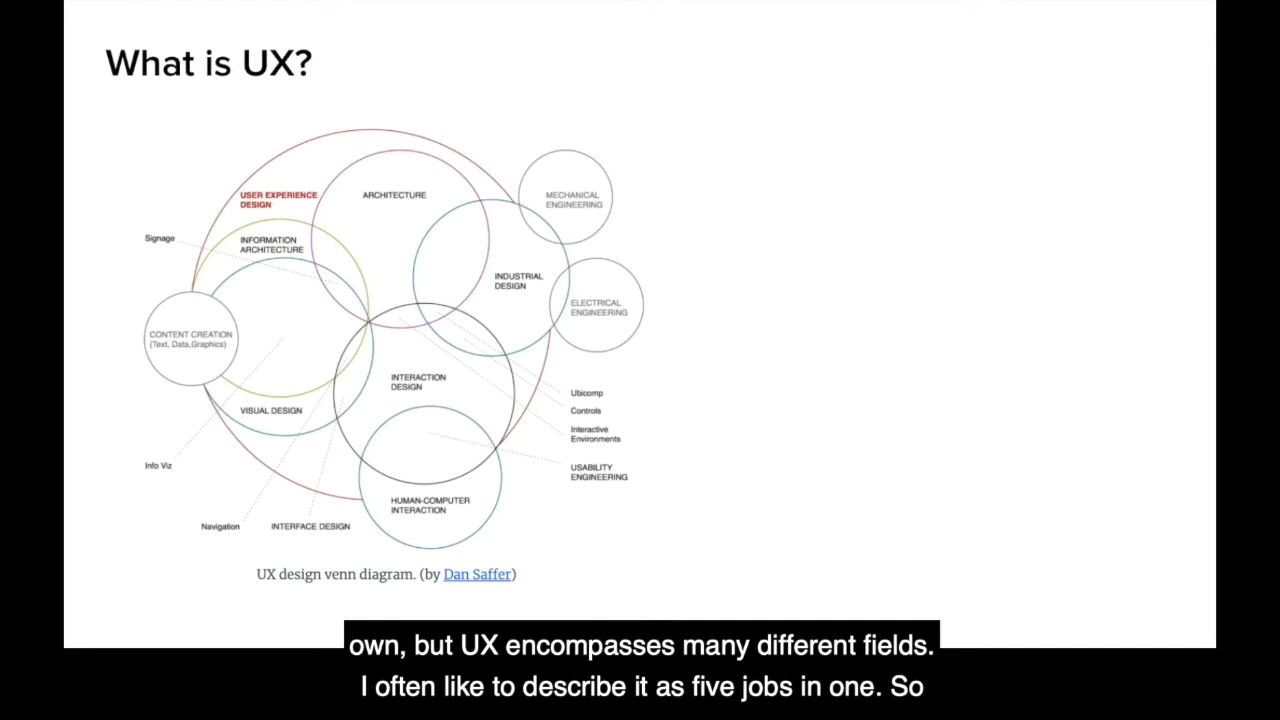 What is UX?
USER EXPERIENCE
DESIGN
ARCHITECTURE
MECHANICAL
ENGINEERING
Signage
INFORMATION
ARCHITECTURE
INDUSTRIAL
DESIGN
ELECTRICAL
ENGINEERING
CONTENT CREATION
(Text, Data,Graphics)
INTERACTION
DESIGN
Ubicomp
VISUAL DESIGN
Controls
Interactive
Environments
Info Viz
USABILITY
ENGINEERING
HUMAN-COMPUTER
INTERACTION
Navigation
INTERFACE DESIGN
UX design venn diagram. (by Dan Saffer)
own, but UX encompasses many different fields.
I often like to describe it as five jobs in one. So